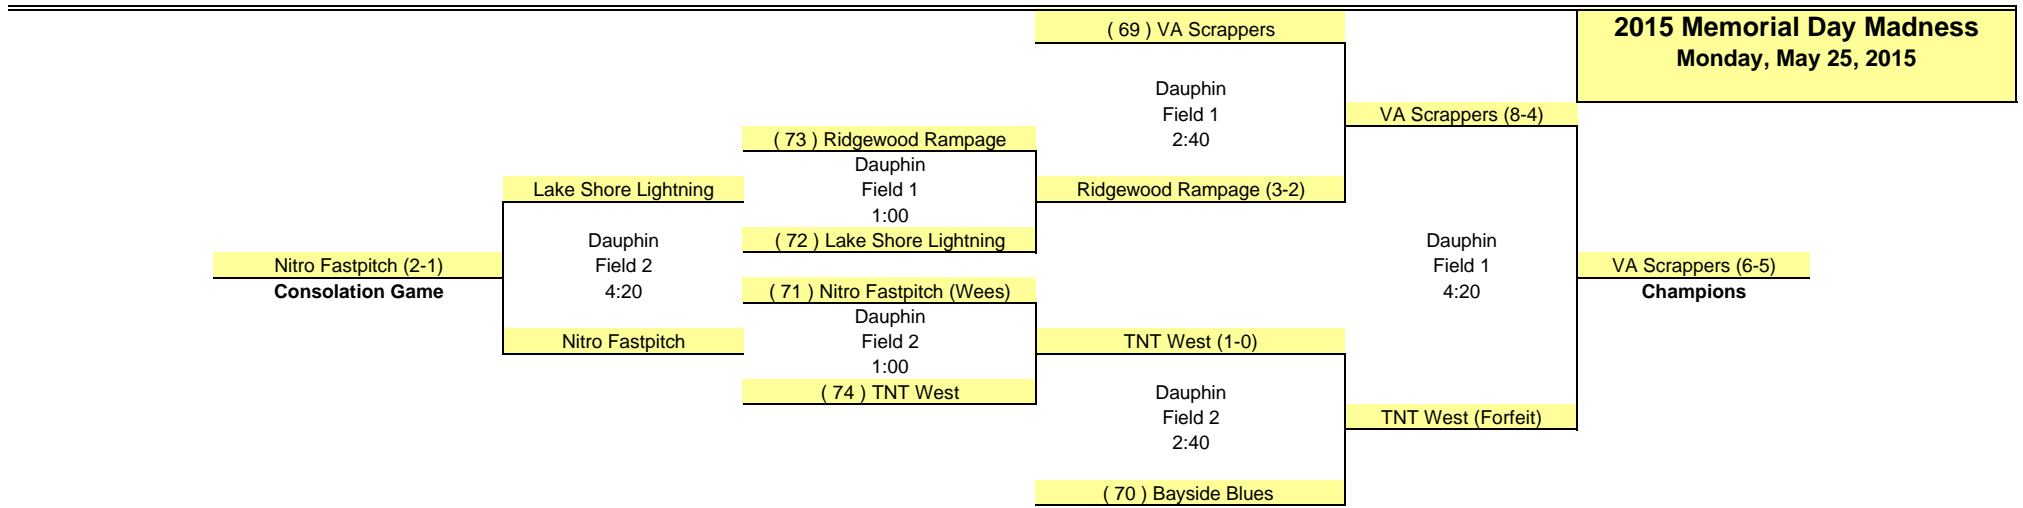 ( 69 ) VA Scrappers
2015 Memorial Day Madness
Monday, May 25, 2015
Dauphin
Field 1
2:40
VA Scrappers (8-4)
( 73 ) Ridgewood Rampage
Dauphin
Field 1
1:00
Lake Shore Lightning
Ridgewood Rampage (3-2)
( 72 ) Lake Shore Lightning
Dauphin
Field 2
4:20
Dauphin
Field 1
4:20
Nitro Fastpitch (2-1)
Consolation Game
VA Scrappers (6-5)
Champions
( 71 ) Nitro Fastpitch (Wees)
Dauphin
Field 2
1:00
Nitro Fastpitch
TNT West (1-0)
( 74 ) TNT West
Dauphin
Field 2
2:40
TNT West (Forfeit)
( 70 ) Bayside Blues